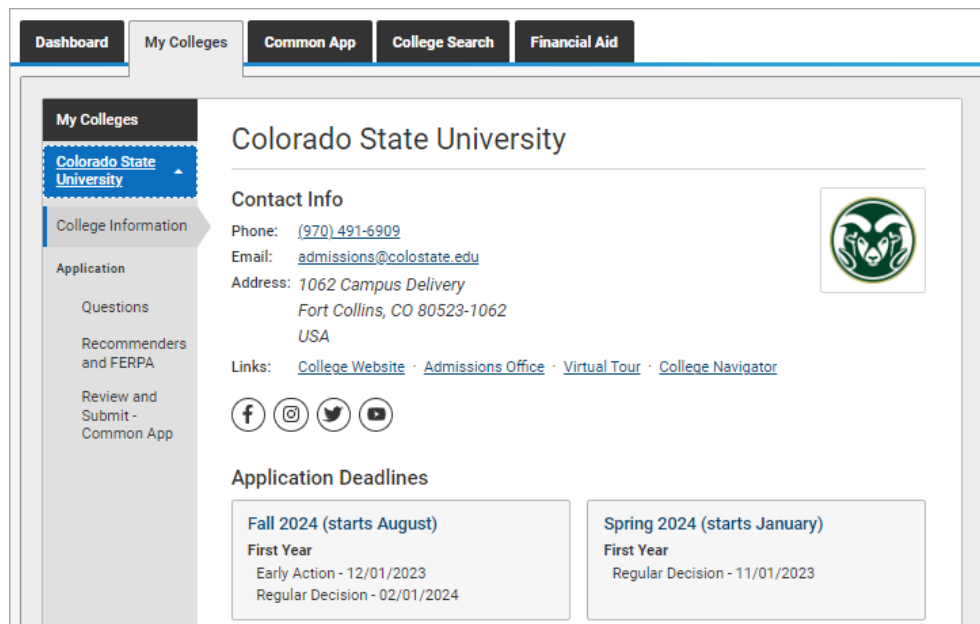 Dashboard
My Colleges
Common App
College Search
Financial Aid
My Colleges
Colorado State
University
College Information
Application
Questions
Recommenders
and FERPA
Review and
Submit -
Common App
Colorado State University
Contact Info
Phone: (970) 491-6909
Email: admissions@colostate.edu
Address: 1062 Campus Delivery
Fort Collins, CO 80523-1062
USA
Links: College Website · Admissions Office · Virtual Tour · College Navigator
Application Deadlines
Fall 2024 (starts August)
First Year
Early Action - 12/01/2023
Regular Decision - 02/01/2024
Spring 2024 (starts January)
First Year
Regular Decision - 11/01/2023